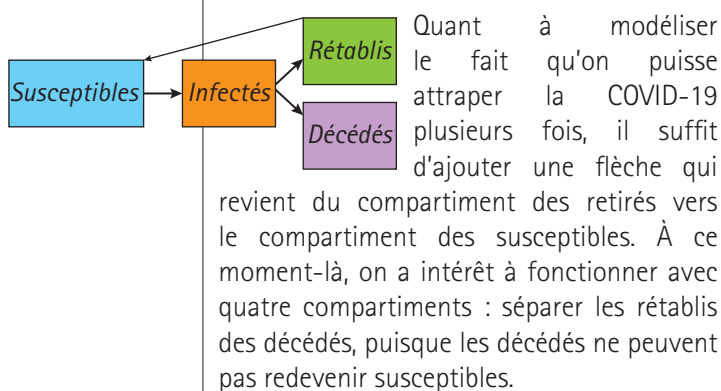 Susceptibles
Infectés
Rétablis
Décédés
Quant à modéliser
le fait qu'on puisse
attraper la COVID-19
plusieurs fois, il suffit
d'ajouter une flèche qui
revient du compartiment des retirés vers
le compartiment des susceptibles. À ce
moment-là, on a intérêt à fonctionner avec
quatre compartiments : séparer les rétablis
des décédés, puisque les décédés ne peuvent
pas redevenir susceptibles.